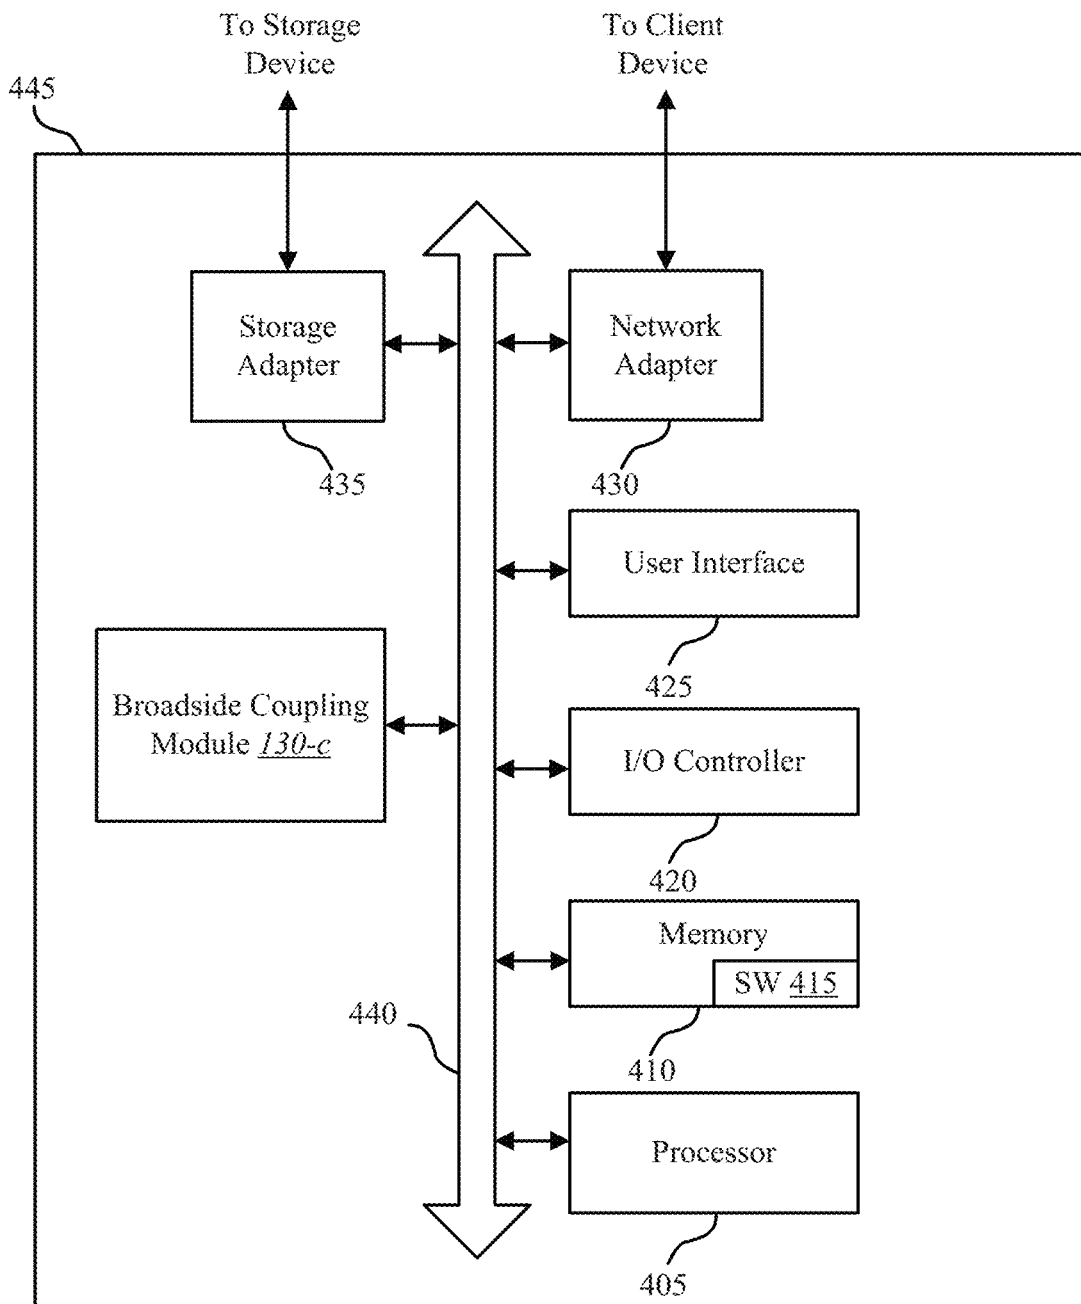 To Storage
Device
To Client
Device
445
Storage
Adapter
Network
Adapter
435
430
User Interface
425
Broadside Coupling
Module 130-c
I/O Controller
420
Memory
SW 415
440
410
Processor
405